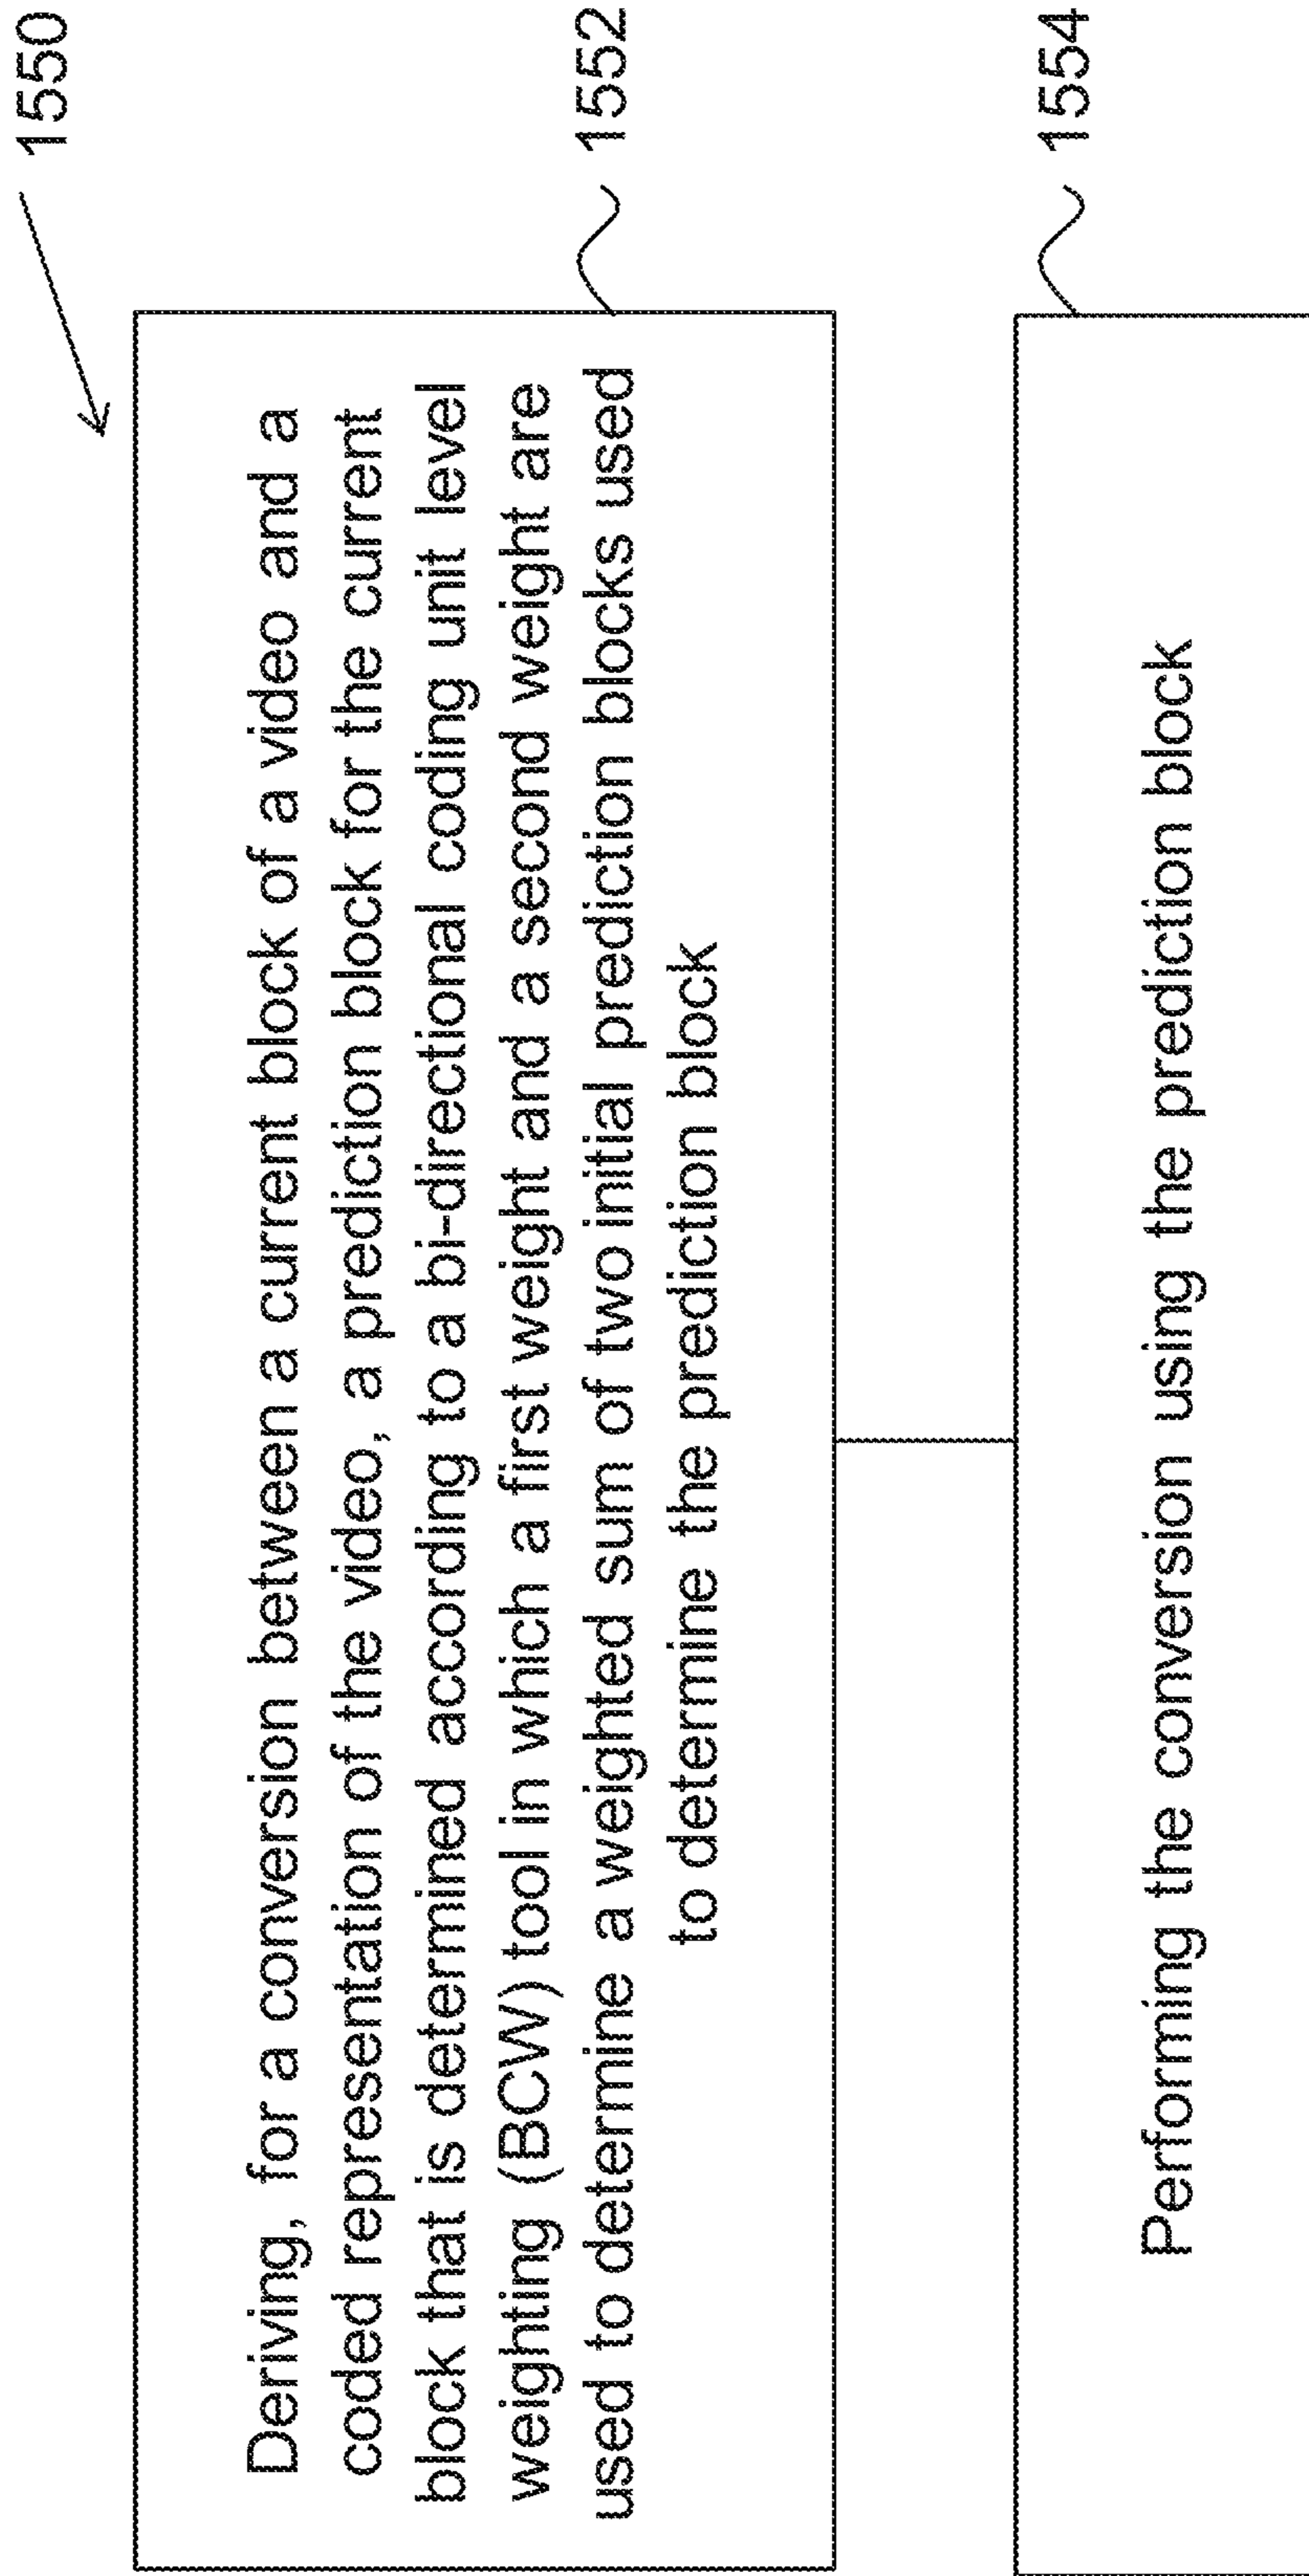 1550
Deriving, for a conversion between a current block of a video and a
coded representation of the video, a prediction block for the current
block that is determined according to a bi-directional coding unit level
weighting (BCW) tool in which a first weight and a second weight are
used to determine a weighted sum of two initial prediction blocks used
to determine the prediction block
1552
Performing the conversion using the prediction block
1554